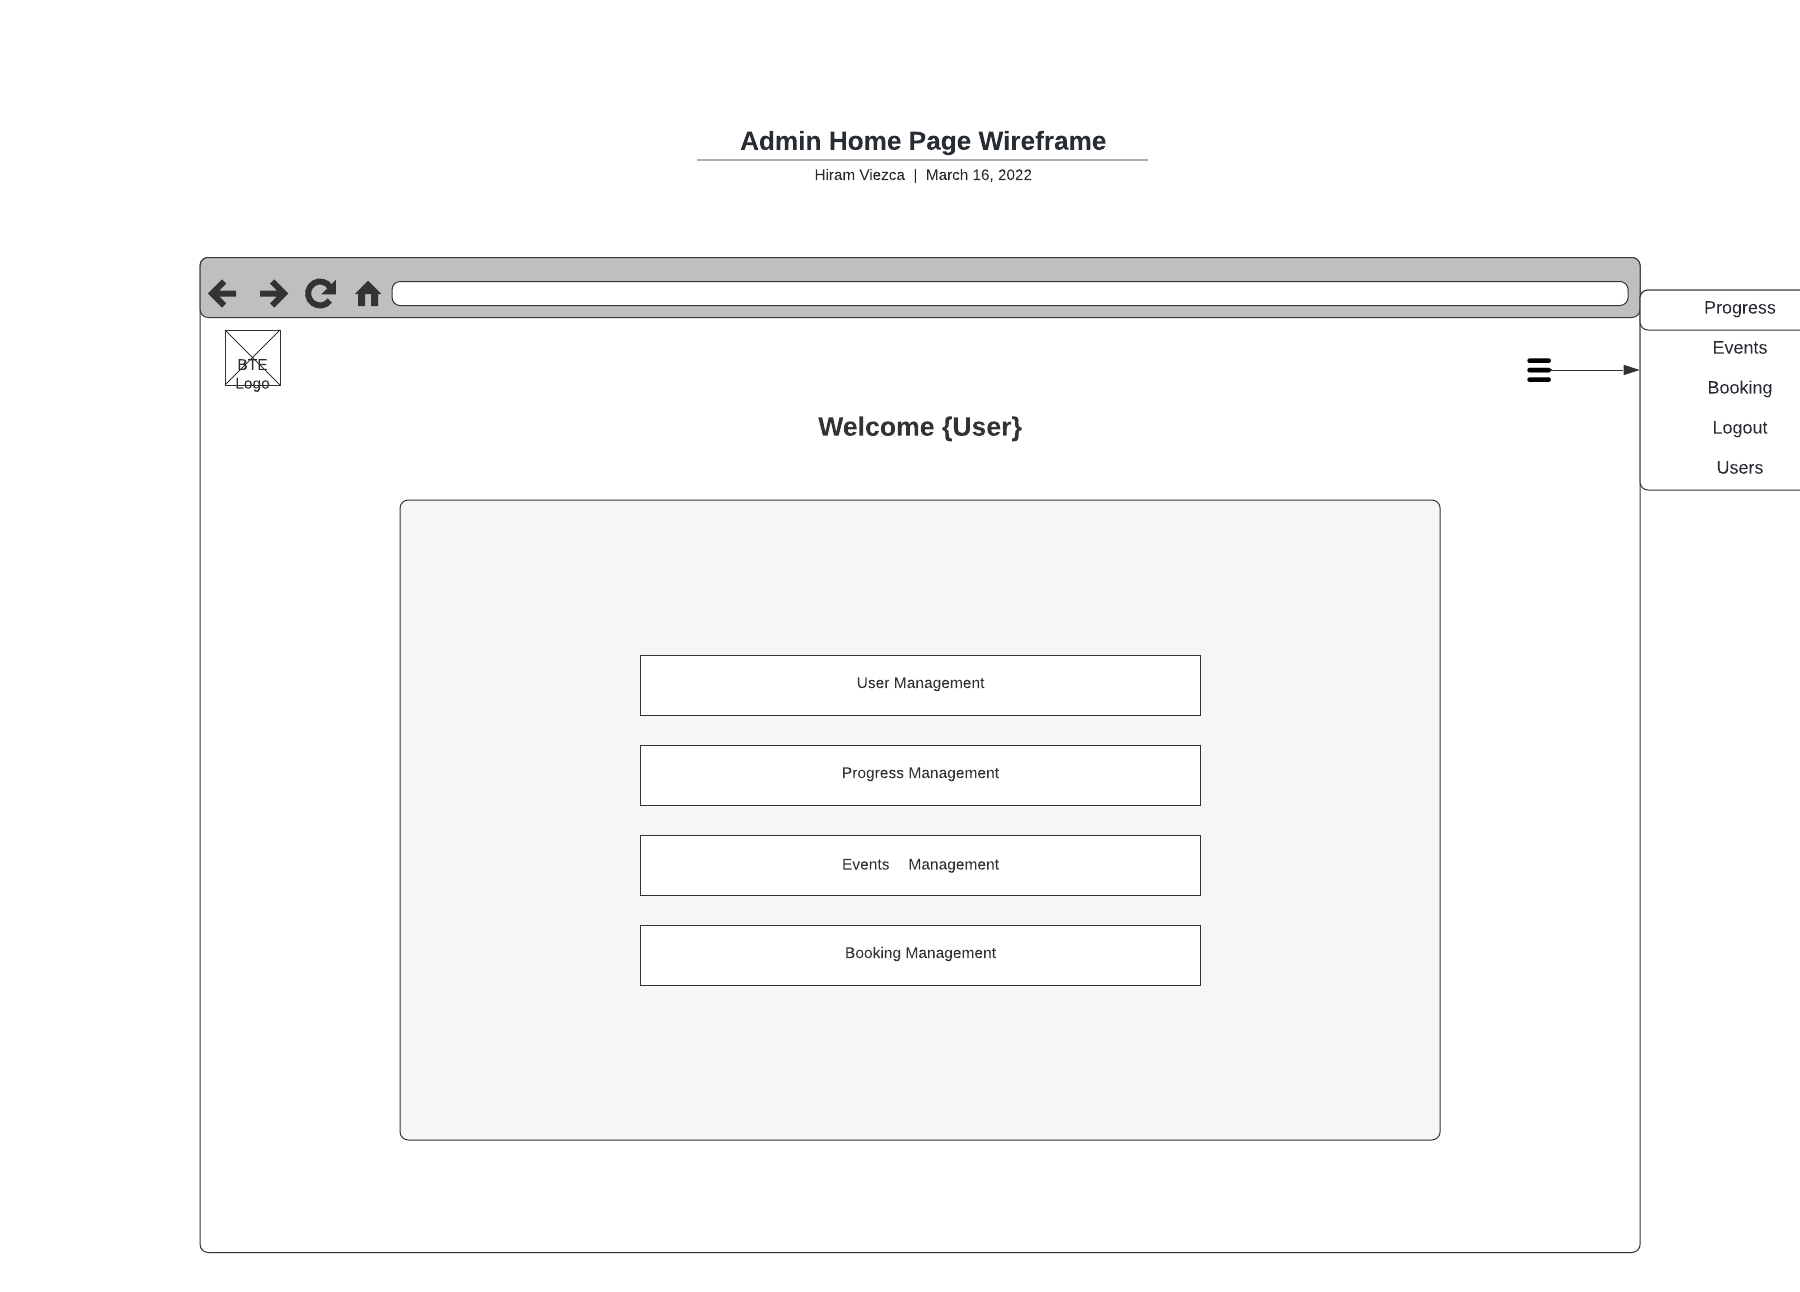 Admin Home Page Wireframe
Hiram Viezca | March 16, 2022
BTE
Logo
Progress
Events
Booking
Logout
Users
Welcome {User}
User Management
Progress Management
Events Management
Booking Management